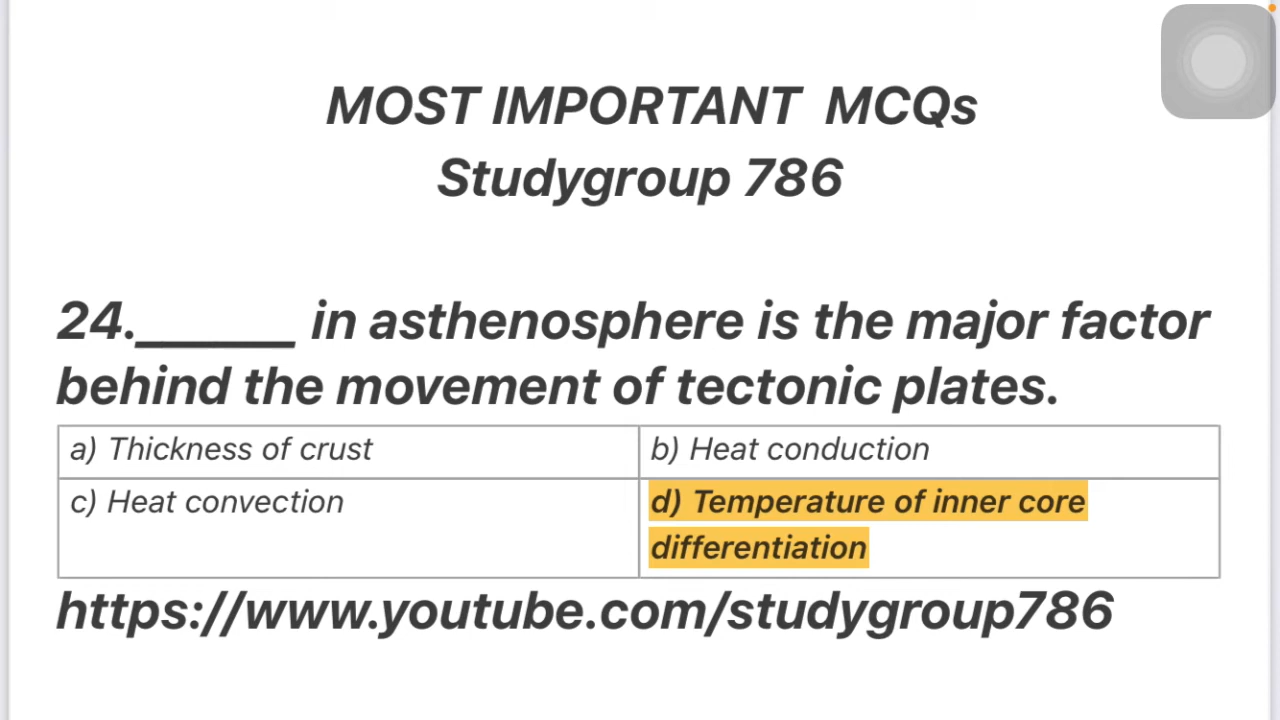 MOST IMPORTANT MCQs
Studygroup 786
24.______ in asthenosphere is the major factor
behind the movement of tectonic plates.
a) Thickness of crust
b) Heat conduction
c) Heat convection
d) Temperature of inner core
differentiation
https://www.youtube.com/studygroup786